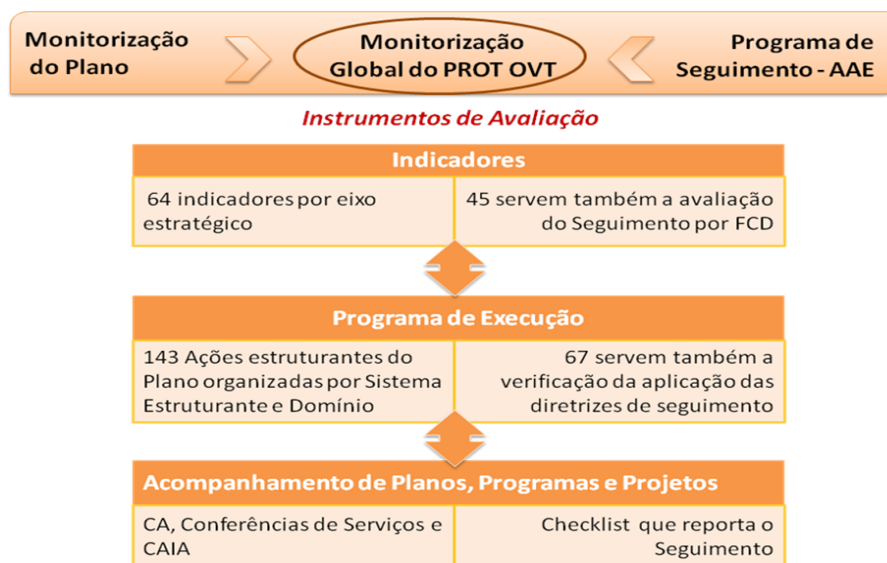 Monitorização
do Plano
Monitorização
Global do PROT OVT
Programa de
Seguimento - AAE
Instrumentos de Avaliação
Indicadores
64 indicadores por eixo
estratégico
45 servem também a avaliação
do Seguimento por FCD
Programa de Execução
143 Ações estruturantes do
Plano organizadas por Sistema
Estruturante e Domínio
67 servem também a
verificação da aplicação das
diretrizes de seguimento
Acompanhamento de Planos, Programas e Projetos
CA, Conferências de Serviços e
CAIA
Checklist que reporta o
Seguimento